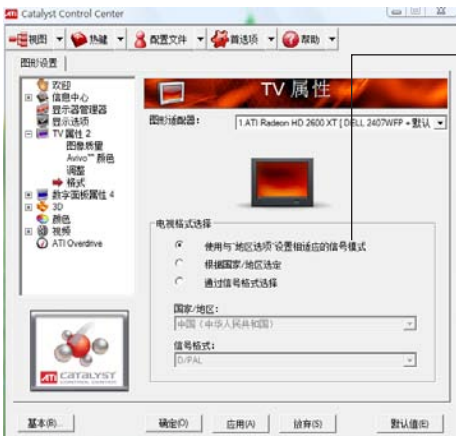 ATI Catalyst Control Center
视图
热键
配置文件
首选项
帮助
图形设置
欢迎
信息中心
显示器管理器
显示选项
TV 属性 2
图像质量
Avivo™ 颜色
调整
格式
数字面板属性 4
3D
颜色
视频
ATI Overdrive
TV 属性
图形适配器:
1.ATI Radeon HD 2600 XT [ DELL 2407WFP + 默认
电视格式选择
使用与"地区选项"设置相适应的信号模式
根据国家/地区选定
通过信号格式选择
国家/地区:
中国 (中华人民共和国)
信号格式:
D/PAL
ATI CATALYST
CONTROL CENTER
基本(B)...
确定(O)
应用(A)
放弃(S)
默认值(E)